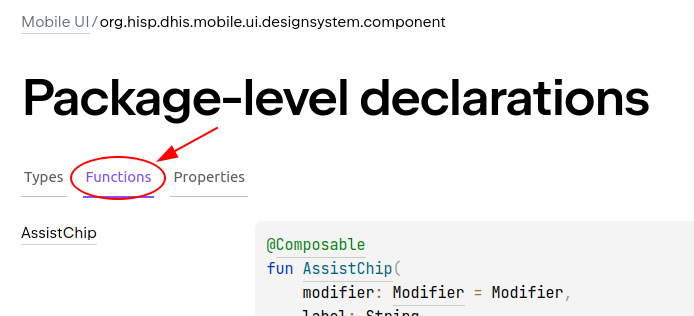 Mobile UI/org.hisp.dhis.mobile.ui.designsystem.component
Package-level declarations
Types Functions Properties
AssistChip
@Composable
fun AssistChip(
modifier: Modifier = Modifier,
label: String